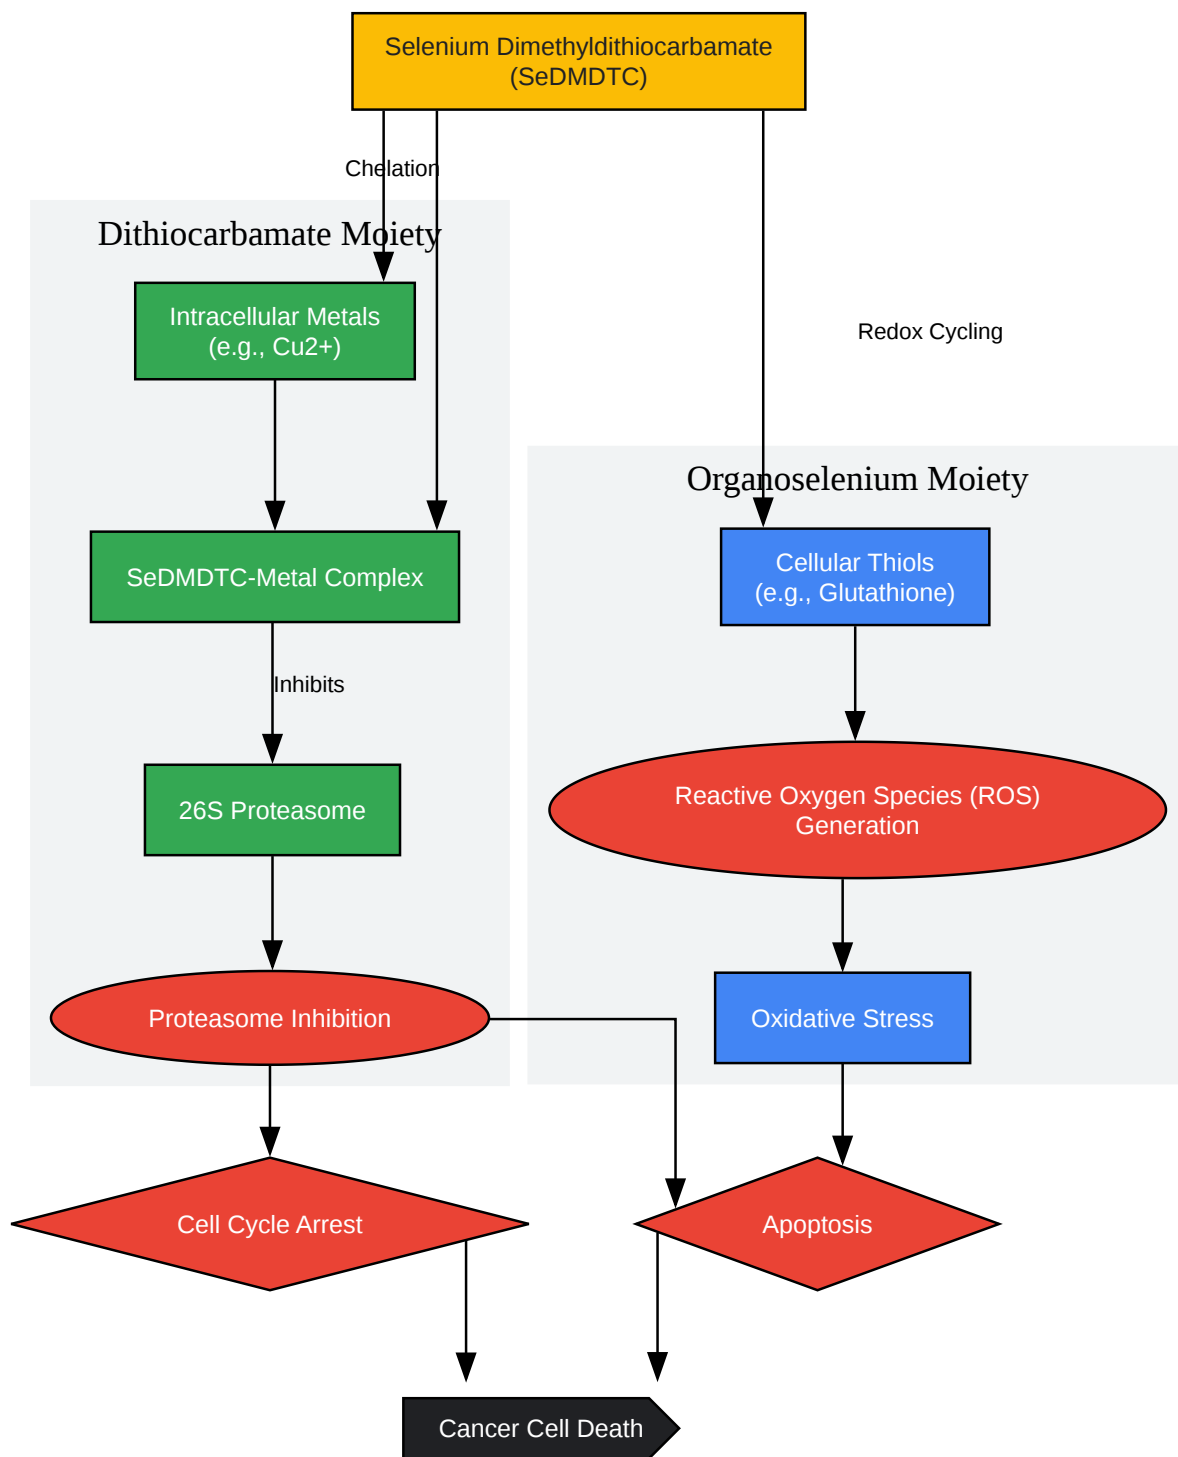 Selenium Dimethyldithiocarbamate
(SeDMDTC)
Chelation
Dithiocarbamate Moiety
Intracellular Metals
(e.g., Cu2+)
Redox Cycling
Organoselenium Moiety
SeDMDTC-Metal Complex
Cellular Thiols
(e.g., Glutathione)
Inhibits
26S Proteasome
Reactive Oxygen Species (ROS)
Generation
Proteasome Inhibition
Oxidative Stress
Cell Cycle Arrest
Apoptosis
Cancer Cell Death